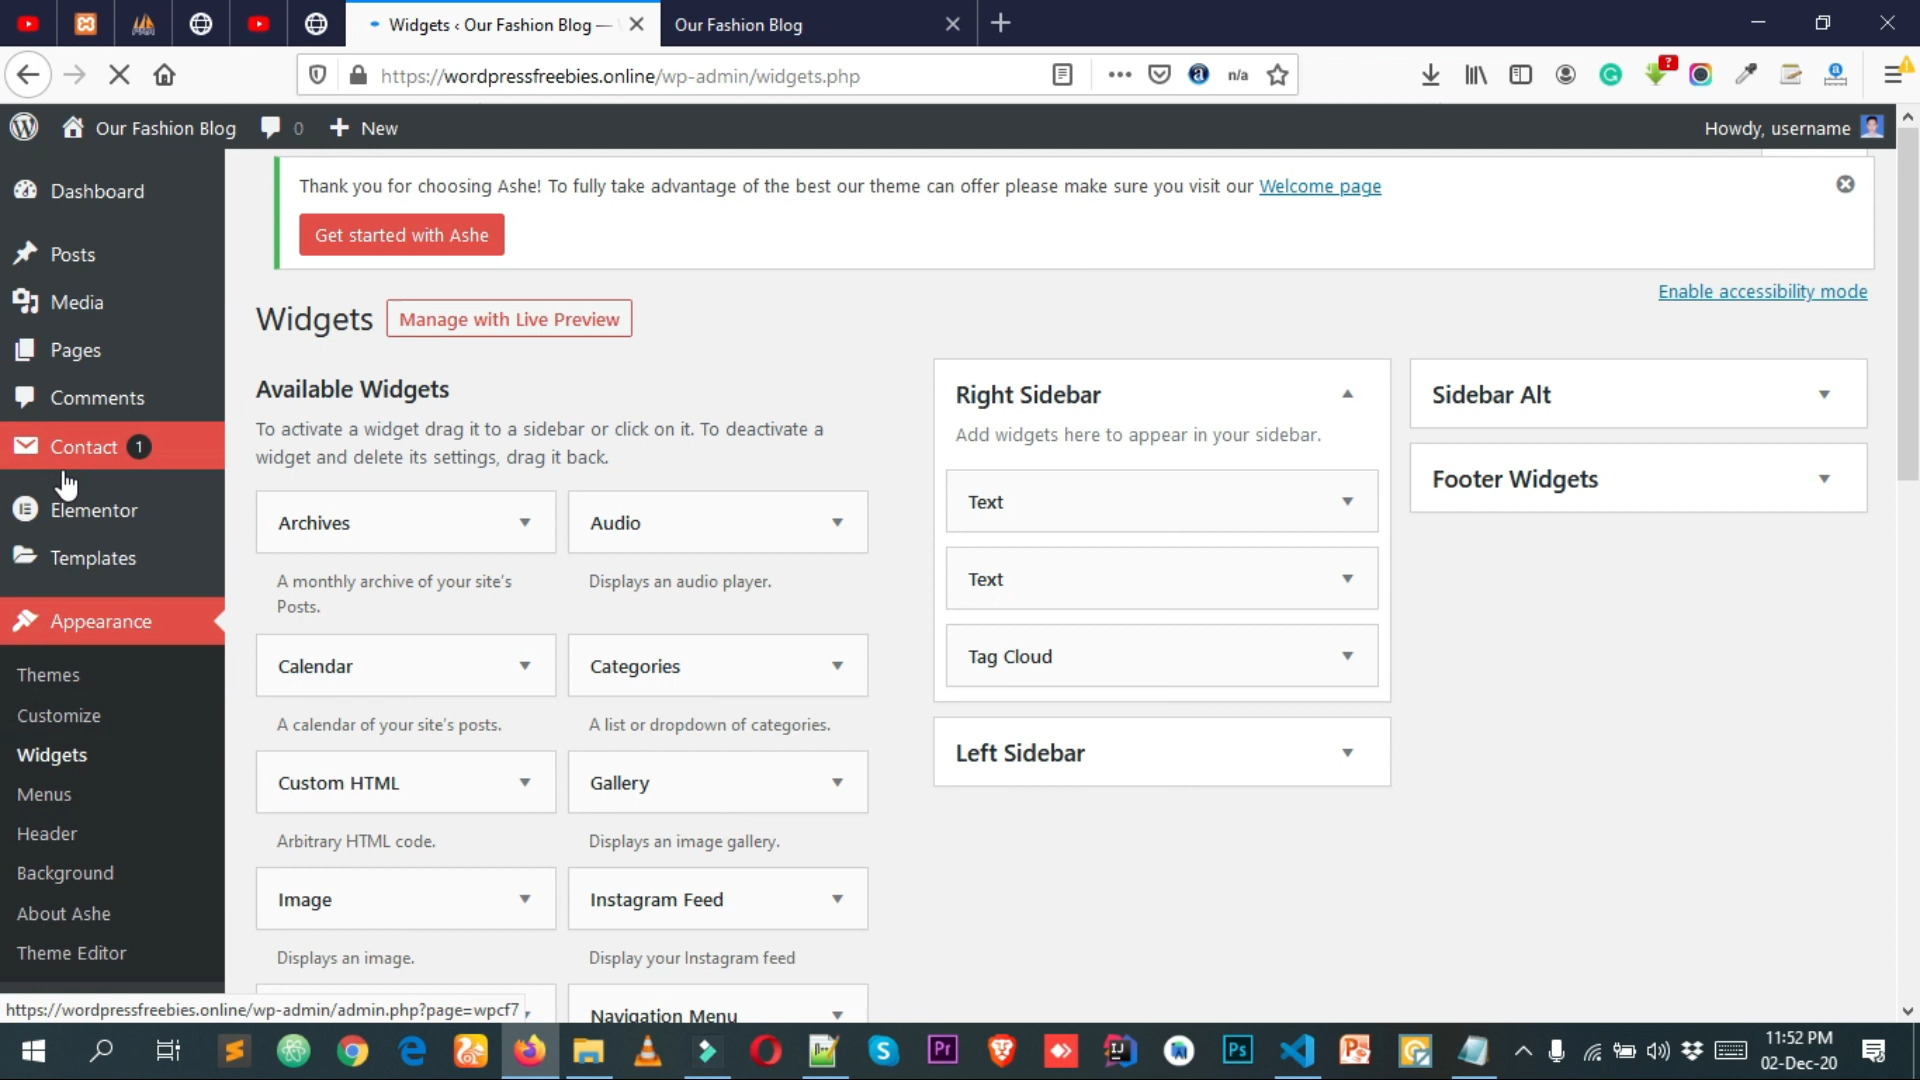 Widgets ‹ Our Fashion Blog —
Our Fashion Blog
https://wordpressfreebies.online/wp-admin/widgets.php
n/a
?
Our Fashion Blog
0
New
Howdy, username
Dashboard
Posts
Media
Pages
Comments
Contact 1
Elementor
Templates
Appearance
Themes
Customize
Widgets
Menus
Header
Background
About Ashe
Theme Editor
Thank you for choosing Ashe! To fully take advantage of the best our theme can offer please make sure you visit our Welcome page
Get started with Ashe
Enable accessibility mode
Widgets
Manage with Live Preview
Available Widgets
To activate a widget drag it to a sidebar or click on it. To deactivate a
widget and delete its settings, drag it back.
Archives
A monthly archive of your site's
Posts.
Audio
Displays an audio player.
Calendar
A calendar of your site's posts.
Categories
A list or dropdown of categories.
Custom HTML
Arbitrary HTML code.
Gallery
Displays an image gallery.
Image
Displays an image.
Instagram Feed
Display your Instagram feed
Navigation Menu
Right Sidebar
Add widgets here to appear in your sidebar.
Text
Text
Tag Cloud
Left Sidebar
Sidebar Alt
Footer Widgets
https://wordpressfreebies.online/wp-admin/admin.php?page=wpcf7
Pr
Ps
11:52 PM
02-Dec-20